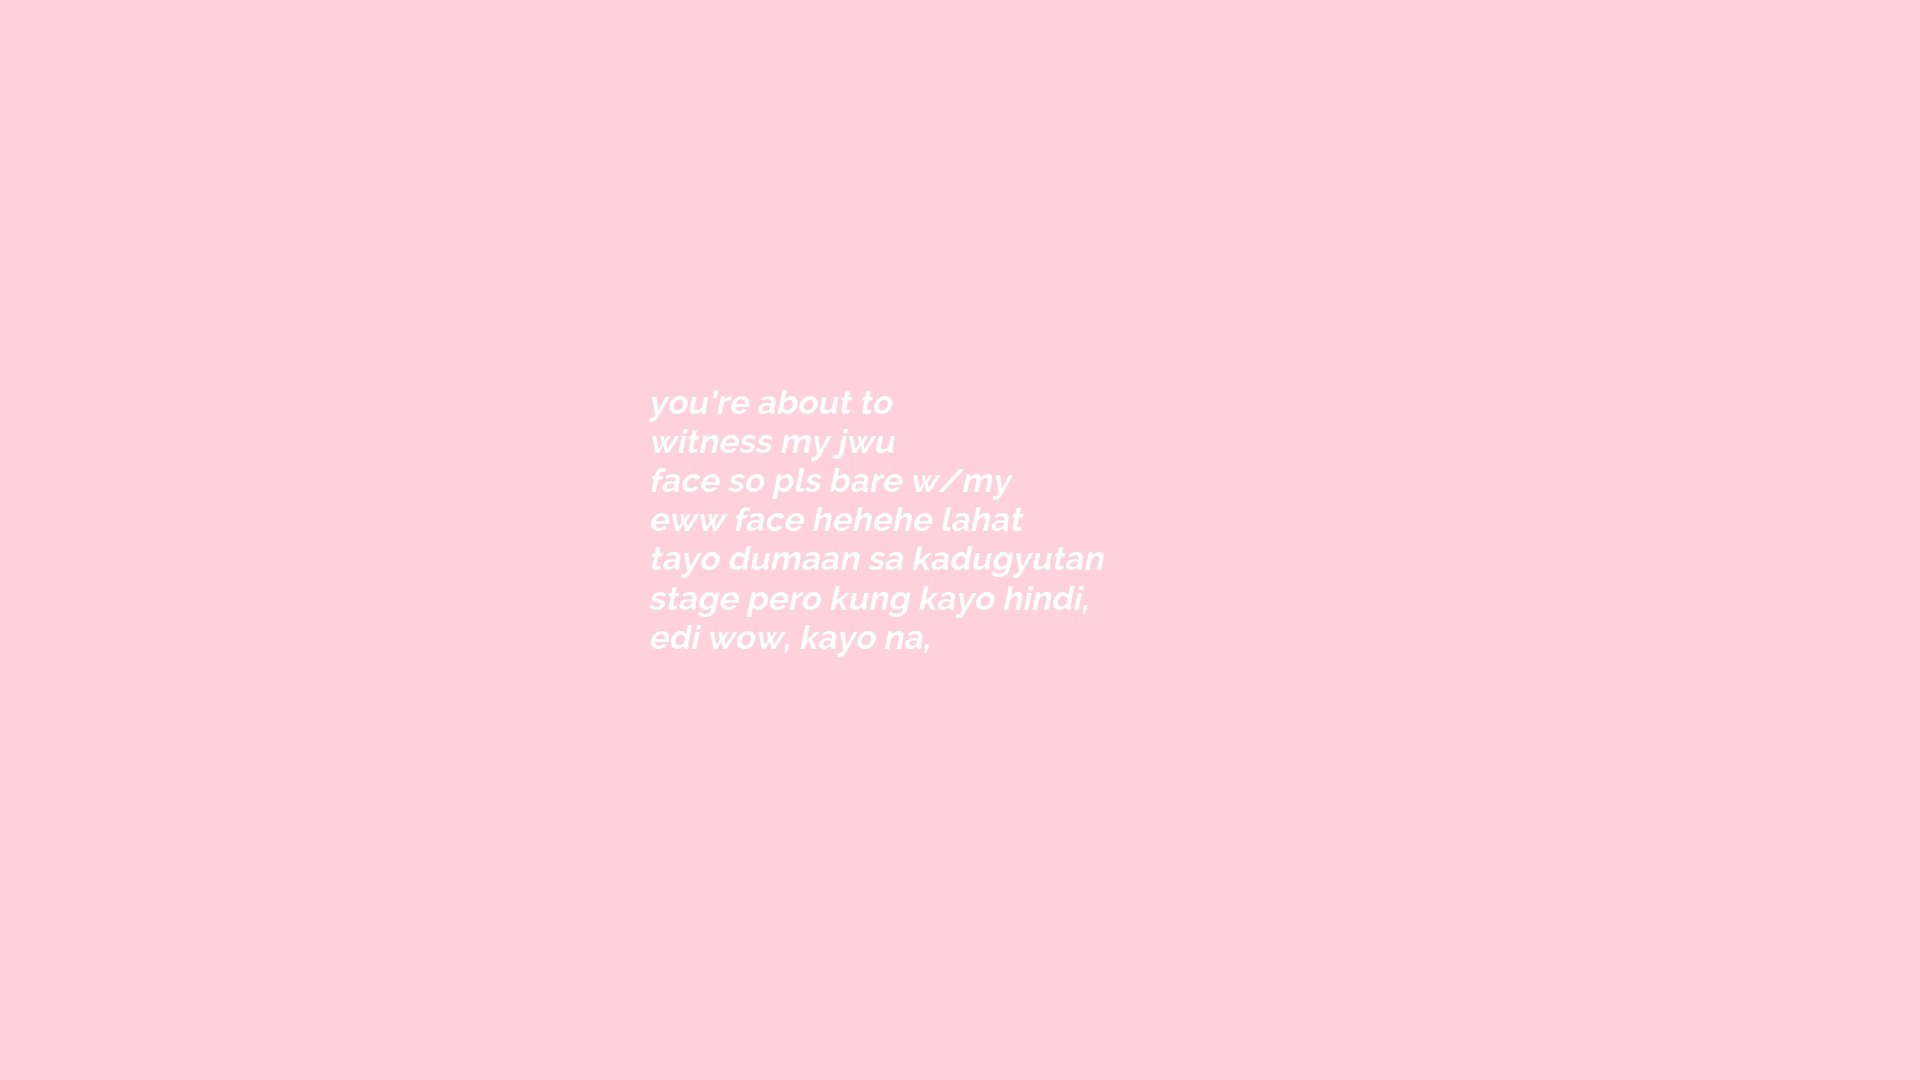 you're about to
witness my jwu
face so pls bare w/my
eww face hehehe lahat
tayo dumaan sa kadugyutan
stage pero kung kayo hindi,
edi wow, kayo na,